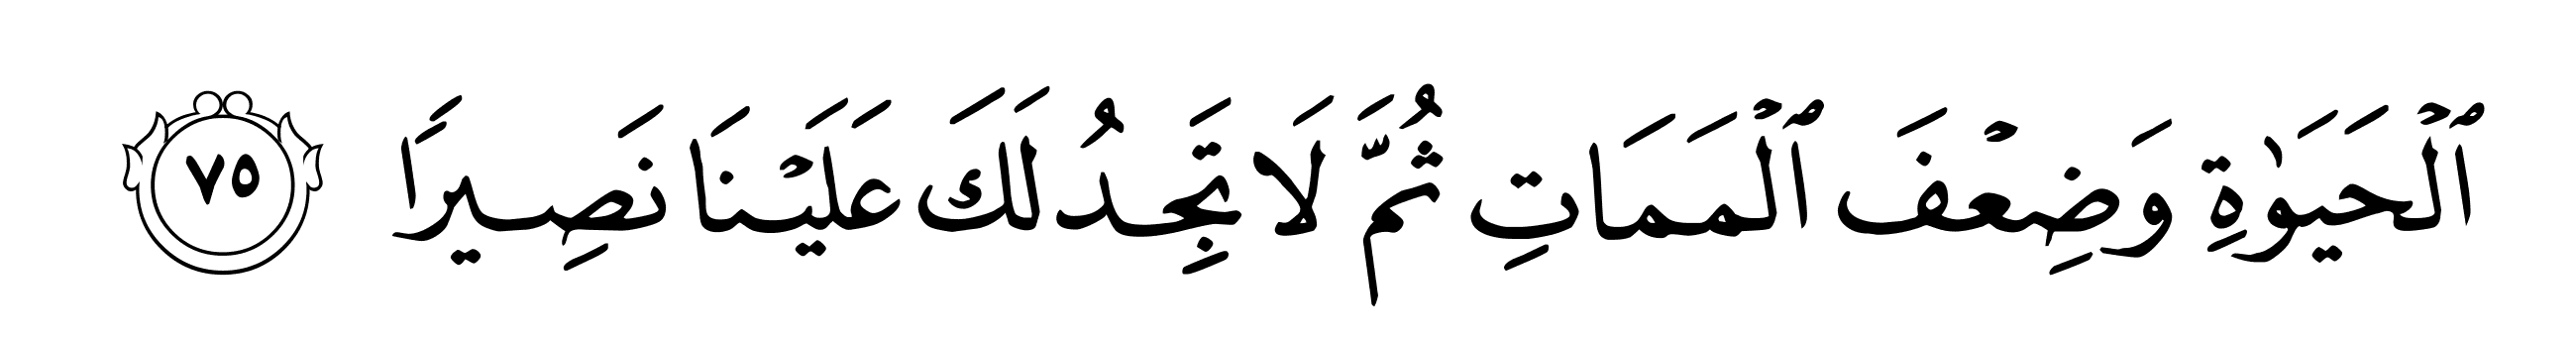 ٱلۡحَيَوٰةِ وَضِعۡفَ ٱلۡمَمَاتِ ثُمَّ لَا تَجِدُ لَكَ عَلَيۡنَا نَصِيرًا ٧٥